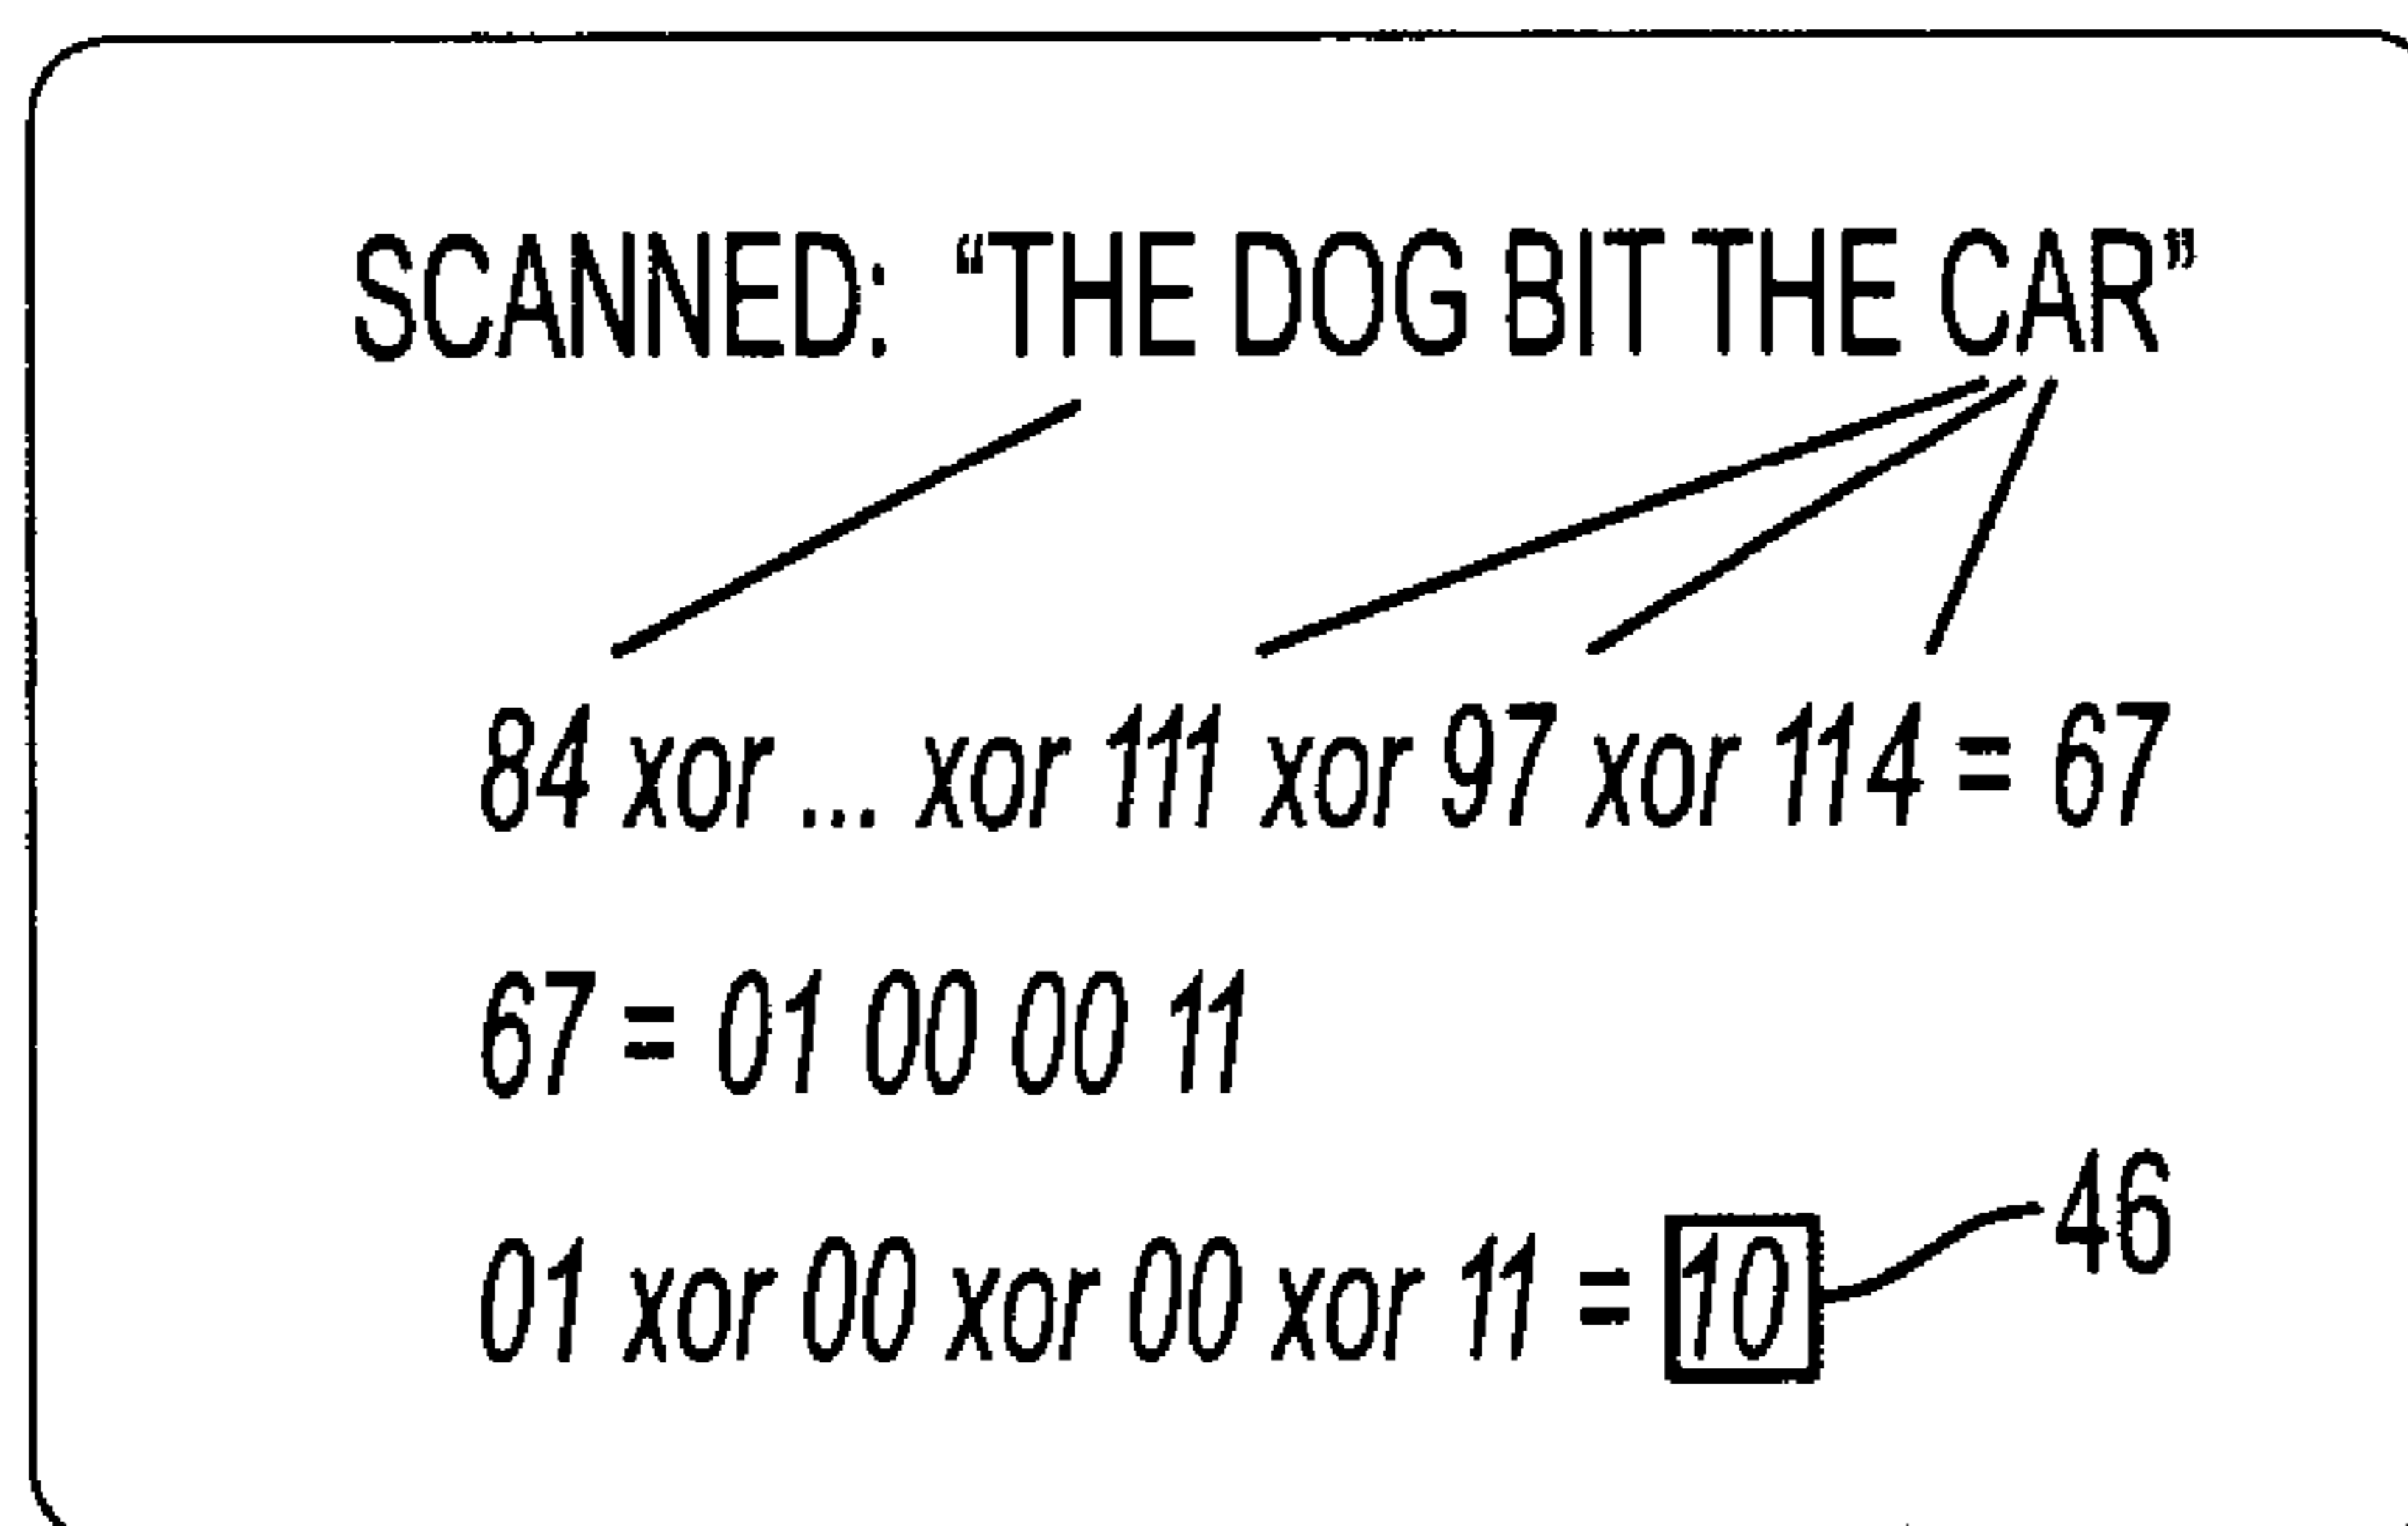 SCANNED: “THE DOG BIT THE CAR”
84 xor ... xor 111 xor 97 xor 114 = 67
67 = 01 00 00 11
46
01 xor 00 xor 00 xor 11 = 10